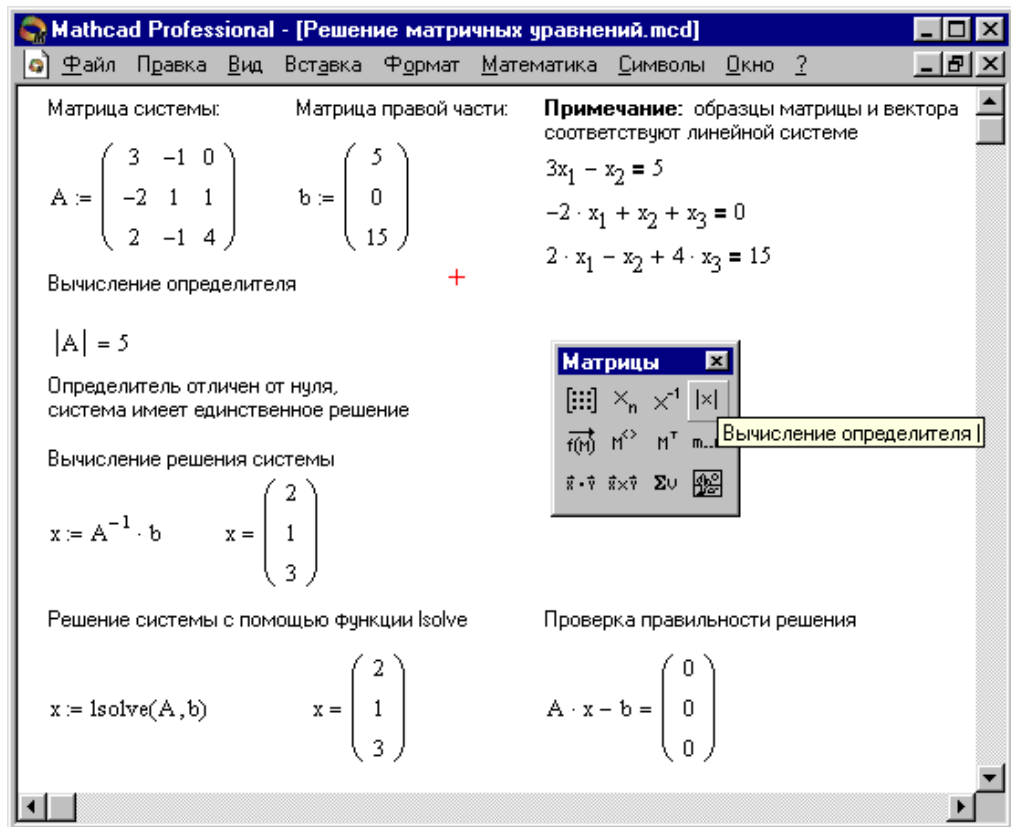 Mathcad Professional - [Решение матричных уравнений.mcd]
Файл Правка Вид Вставка Формат Математика Символы Окно ?
Матрица системы:
A := ( 3 -1 0
-2 1 1
2 -1 4 )
Матрица правой части:
b := ( 5
0
15 )
Примечание: образцы матрицы и вектора
соответствуют линейной системе
3x₁ − x₂ = 5
−2 · x₁ + x₂ + x₃ = 0
2 · x₁ − x₂ + 4 · x₃ = 15
Вычисление определителя
|A| = 5
Определитель отличен от нуля,
система имеет единственное решение
Матрицы
[⋮⋮⋮] ×ₙ ×⁻¹ |×|
f(M) M<> Mᵀ m..n
x⃗·y⃗ x⃗×y⃗ Συ
Вычисление определителя |
Вычисление решения системы
x := A⁻¹ · b
x = ( 2
1
3 )
Решение системы с помощью функции lsolve
x := lsolve(A,b)
x = ( 2
1
3 )
Проверка правильности решения
A · x − b = ( 0
0
0 )